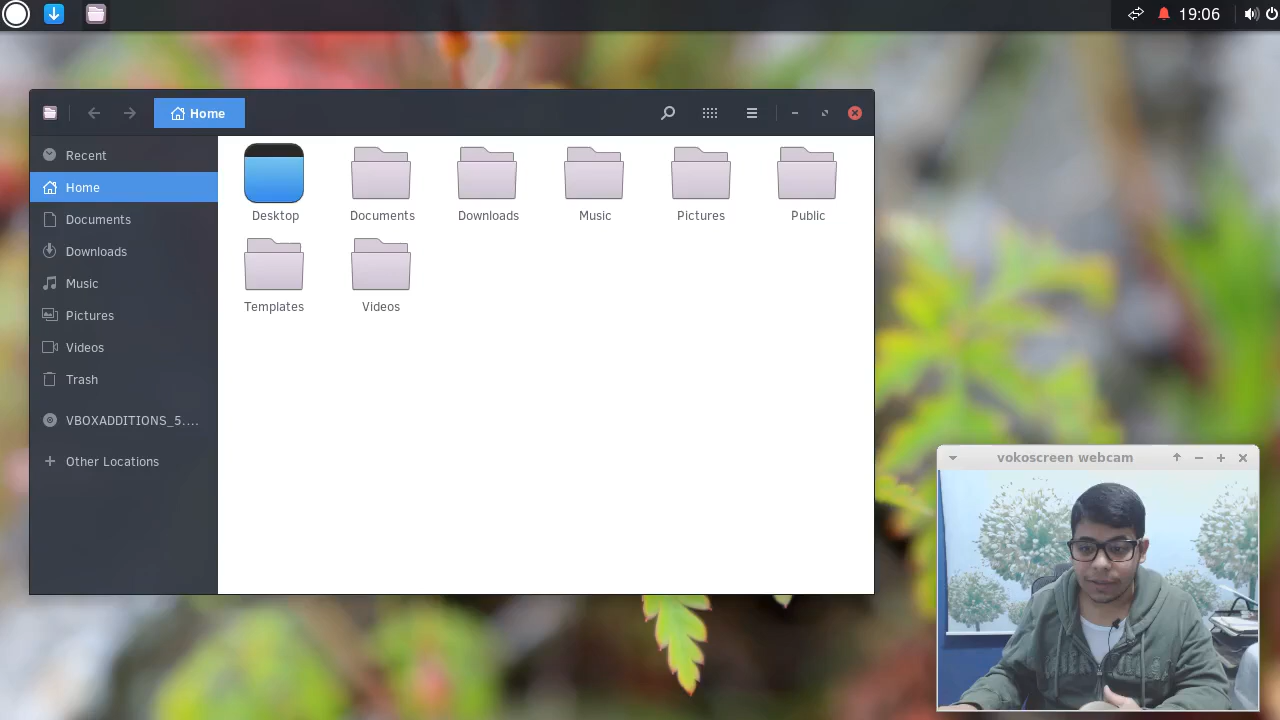 19:06
Home
Recent
Home
Documents
Downloads
Music
Pictures
Videos
Trash
VBOXADDITIONS_5....
Other Locations
Desktop
Documents
Downloads
Music
Pictures
Public
Templates
Videos
vokoscreen webcam